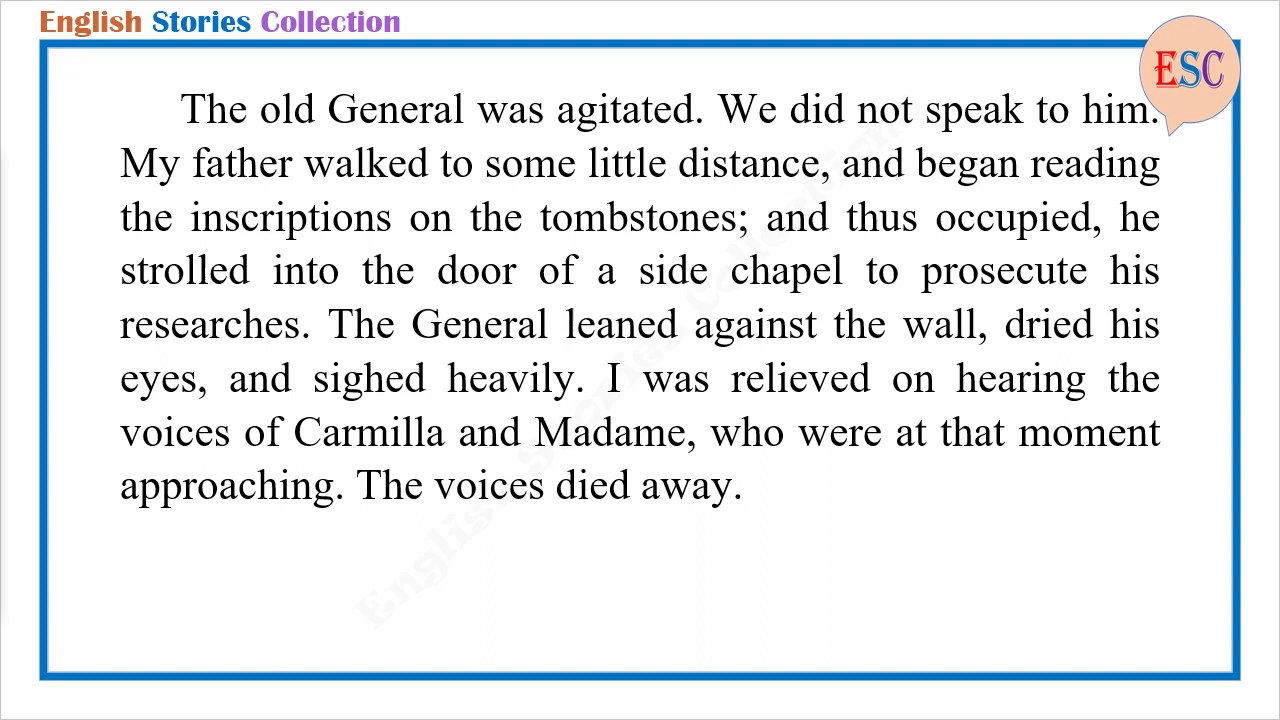 English Stories Collection
ESC
The old General was agitated. We did not speak to him.
My father walked to some little distance, and began reading
the inscriptions on the tombstones; and thus occupied, he
strolled into the door of a side chapel to prosecute his
researches. The General leaned against the wall, dried his
eyes, and sighed heavily. I was relieved on hearing the
voices of Carmilla and Madame, who were at that moment
approaching. The voices died away.
English Stories Collection